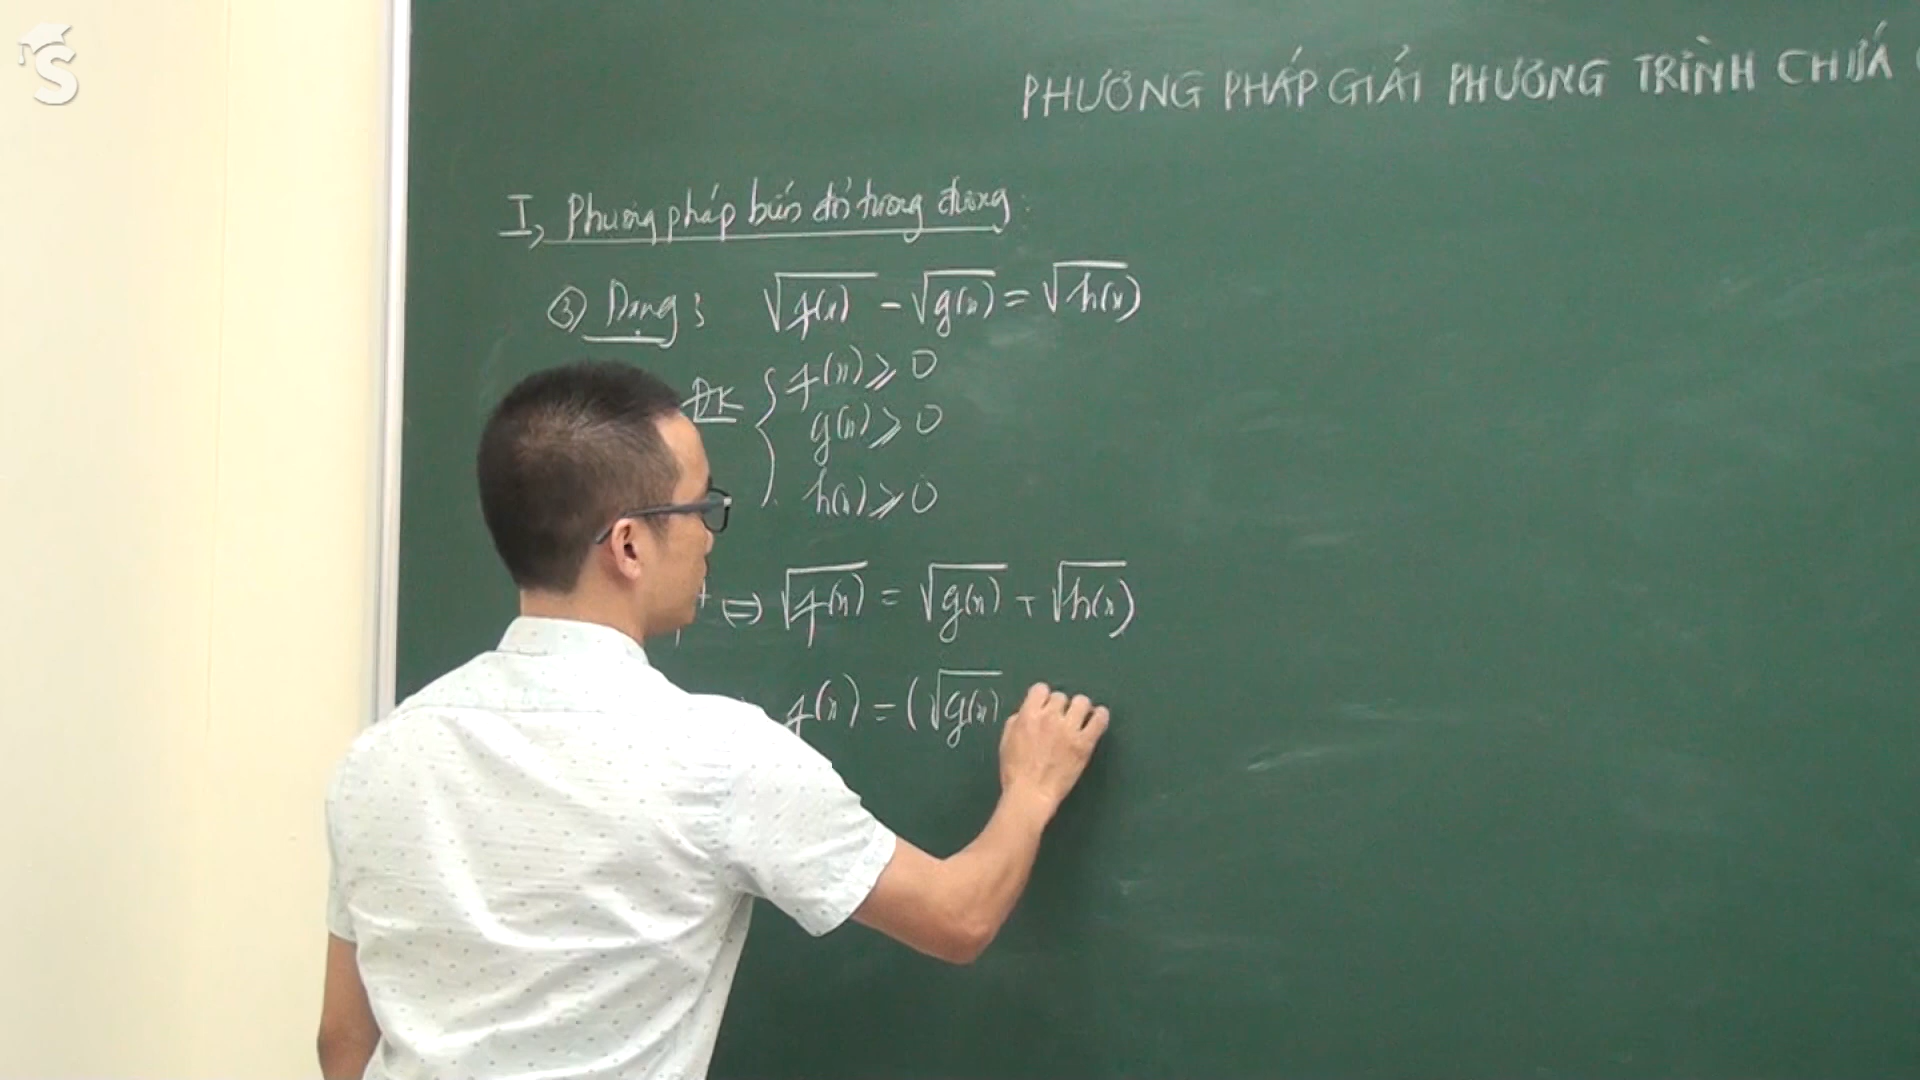 PHƯƠNG PHÁP GIẢI PHƯƠNG TRÌNH CHỨA
I, Phương pháp biến đổi tương đương:
③ Dạng: √f(x) - √g(x) = √h(x)
ĐK { f(x) ⩾ 0
g(x) ⩾ 0
h(x) ⩾ 0
⇔ √f(x) = √g(x) + √h(x)
f(x) = (√g(x)
S